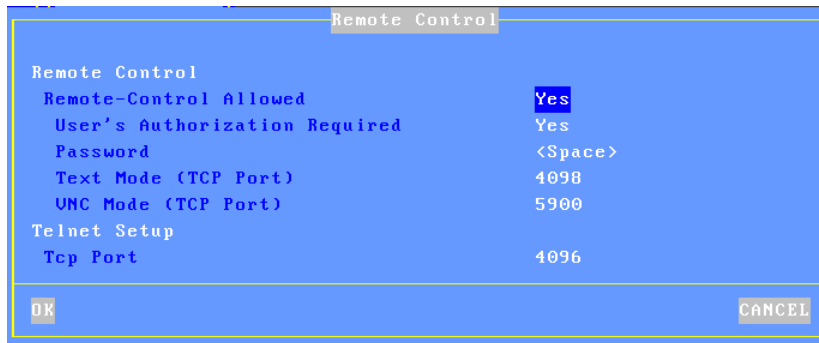 Remote Control
Remote Control
Remote-Control Allowed Yes
User's Authorization Required Yes
Password <Space>
Text Mode (TCP Port) 4098
VNC Mode (TCP Port) 5900
Telnet Setup
Tcp Port 4096
OK CANCEL